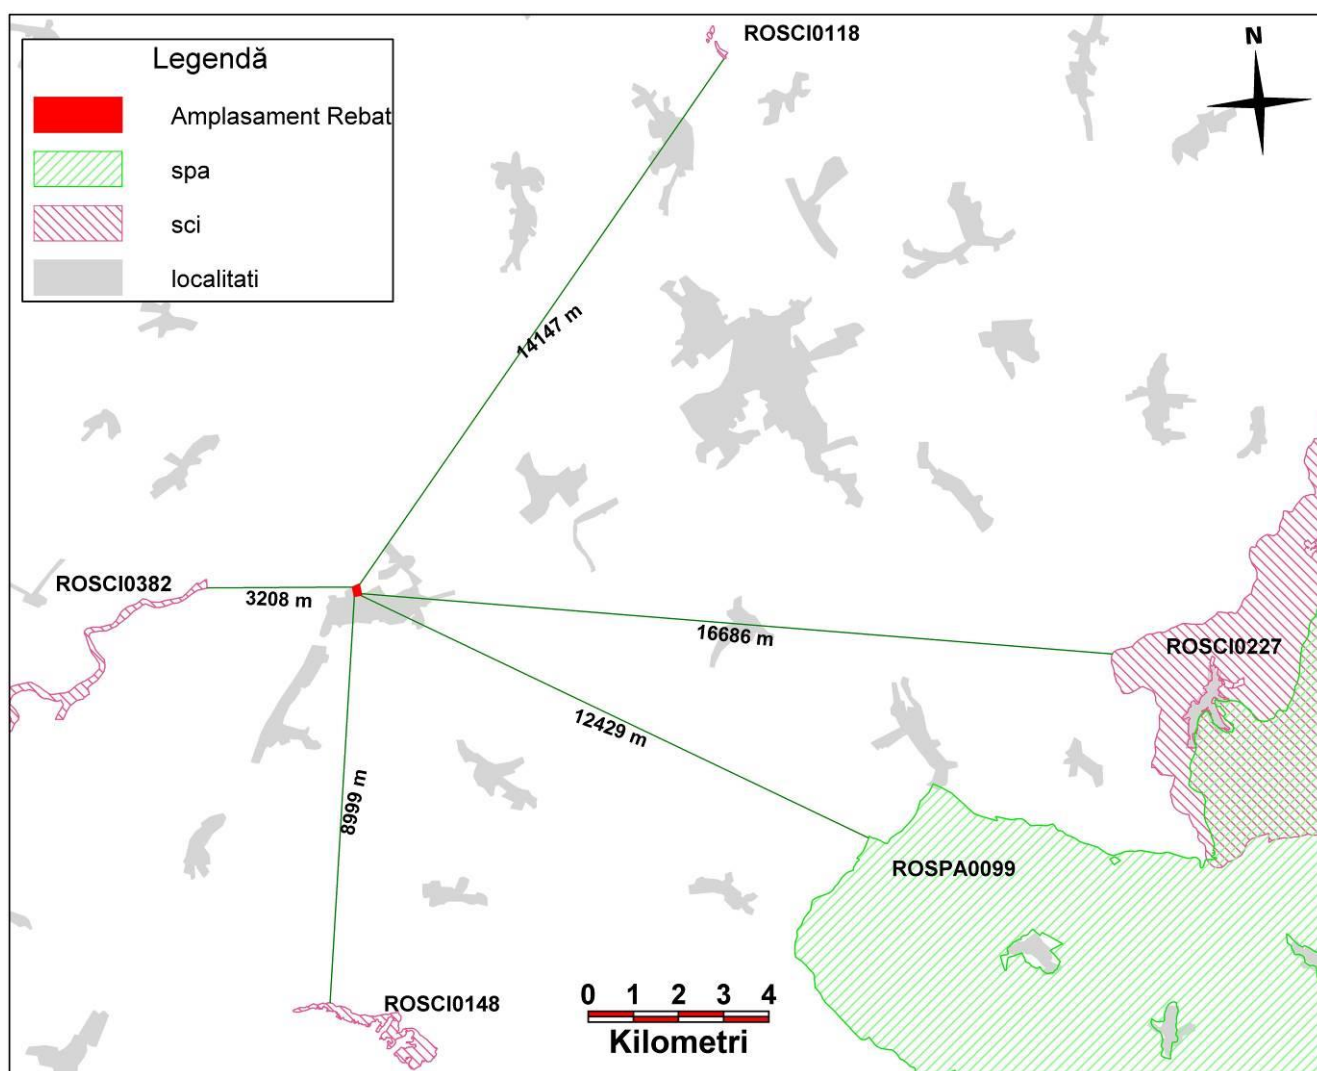 Legendă
Amplasament Rebat
spa
sci
localitati
ROSCI0118
N
14147 m
ROSCI0382
3208 m
16686 m
ROSCI0227
12429 m
8999 m
ROSPA0099
ROSCI0148
0 1 2 3 4
Kilometri